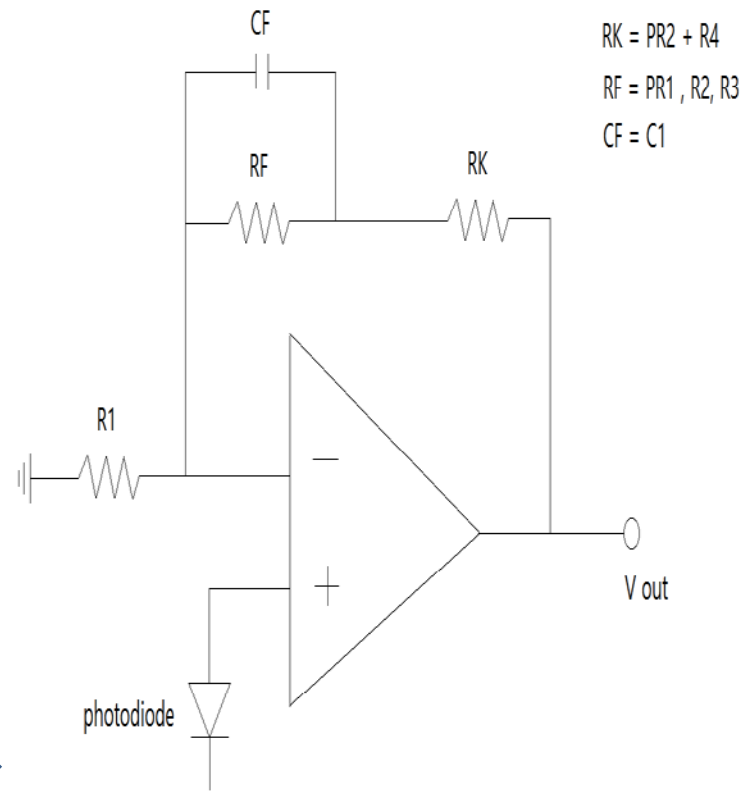 CF
RK = PR2 + R4
RF = PR1 , R2, R3
CF = C1
RF
RK
R1
−
+
V out
photodiode